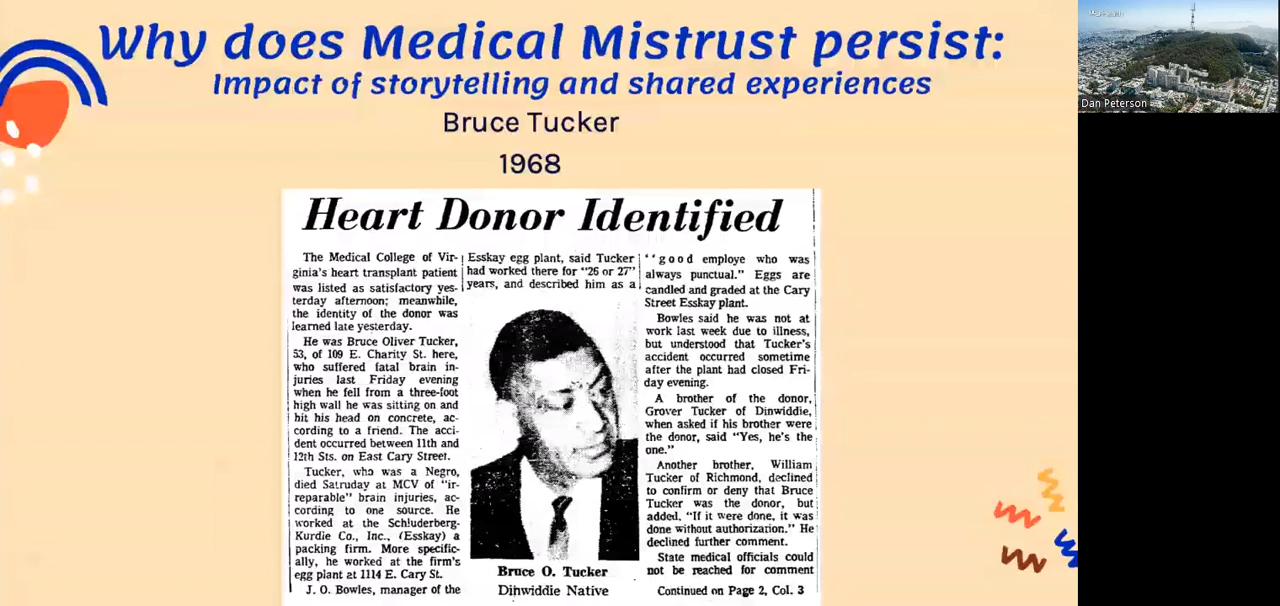 Why does Medical Mistrust persist:
Impact of storytelling and shared experiences
Bruce Tucker
1968
Heart Donor Identified
The Medical College of Vir-
ginia's heart transplant patient
was listed as satisfactory yes-
terday afternoon; meanwhile,
the identity of the donor was
learned late yesterday.
He was Bruce Oliver Tucker,
53, of 109 E. Charity St. here,
who suffered fatal brain in-
juries last Friday evening
when he fell from a three-foot
high wall he was sitting on and
hit his head on concrete, ac-
cording to a friend. The acci-
dent occurred between 11th and
12th Sts. on East Cary Street.
Tucker, who was a Negro,
died Satruday at MCV of "ir-
reparable" brain injuries, ac-
cording to one source. He
worked at the Schluderberg-
Kurdie Co., Inc., (Esskay) a
packing firm. More specific-
ally, he worked at the firm's
egg plant at 1114 E. Cary St.
J. O. Bowles, manager of the
Esskay egg plant, said Tucker
had worked there for "26 or 27"
years, and described him as a
Bruce O. Tucker
Dinwiddie Native
"good employe who was
always punctual." Eggs are
candled and graded at the Cary
Street Esskay plant.
Bowles said he was not at
work last week due to illness,
but understood that Tucker's
accident occurred sometime
after the plant had closed Fri-
day evening.
A brother of the donor,
Grover Tucker of Dinwiddie,
when asked if his brother were
the donor, said "Yes, he's the
one."
Another brother, William
Tucker of Richmond, declined
to confirm or deny that Bruce
Tucker was the donor, but
added, "If it were done, it was
done without authorization." He
declined further comment.
State medical officials could
not be reached for comment
Continued on Page 2, Col. 3
Dan Peterson